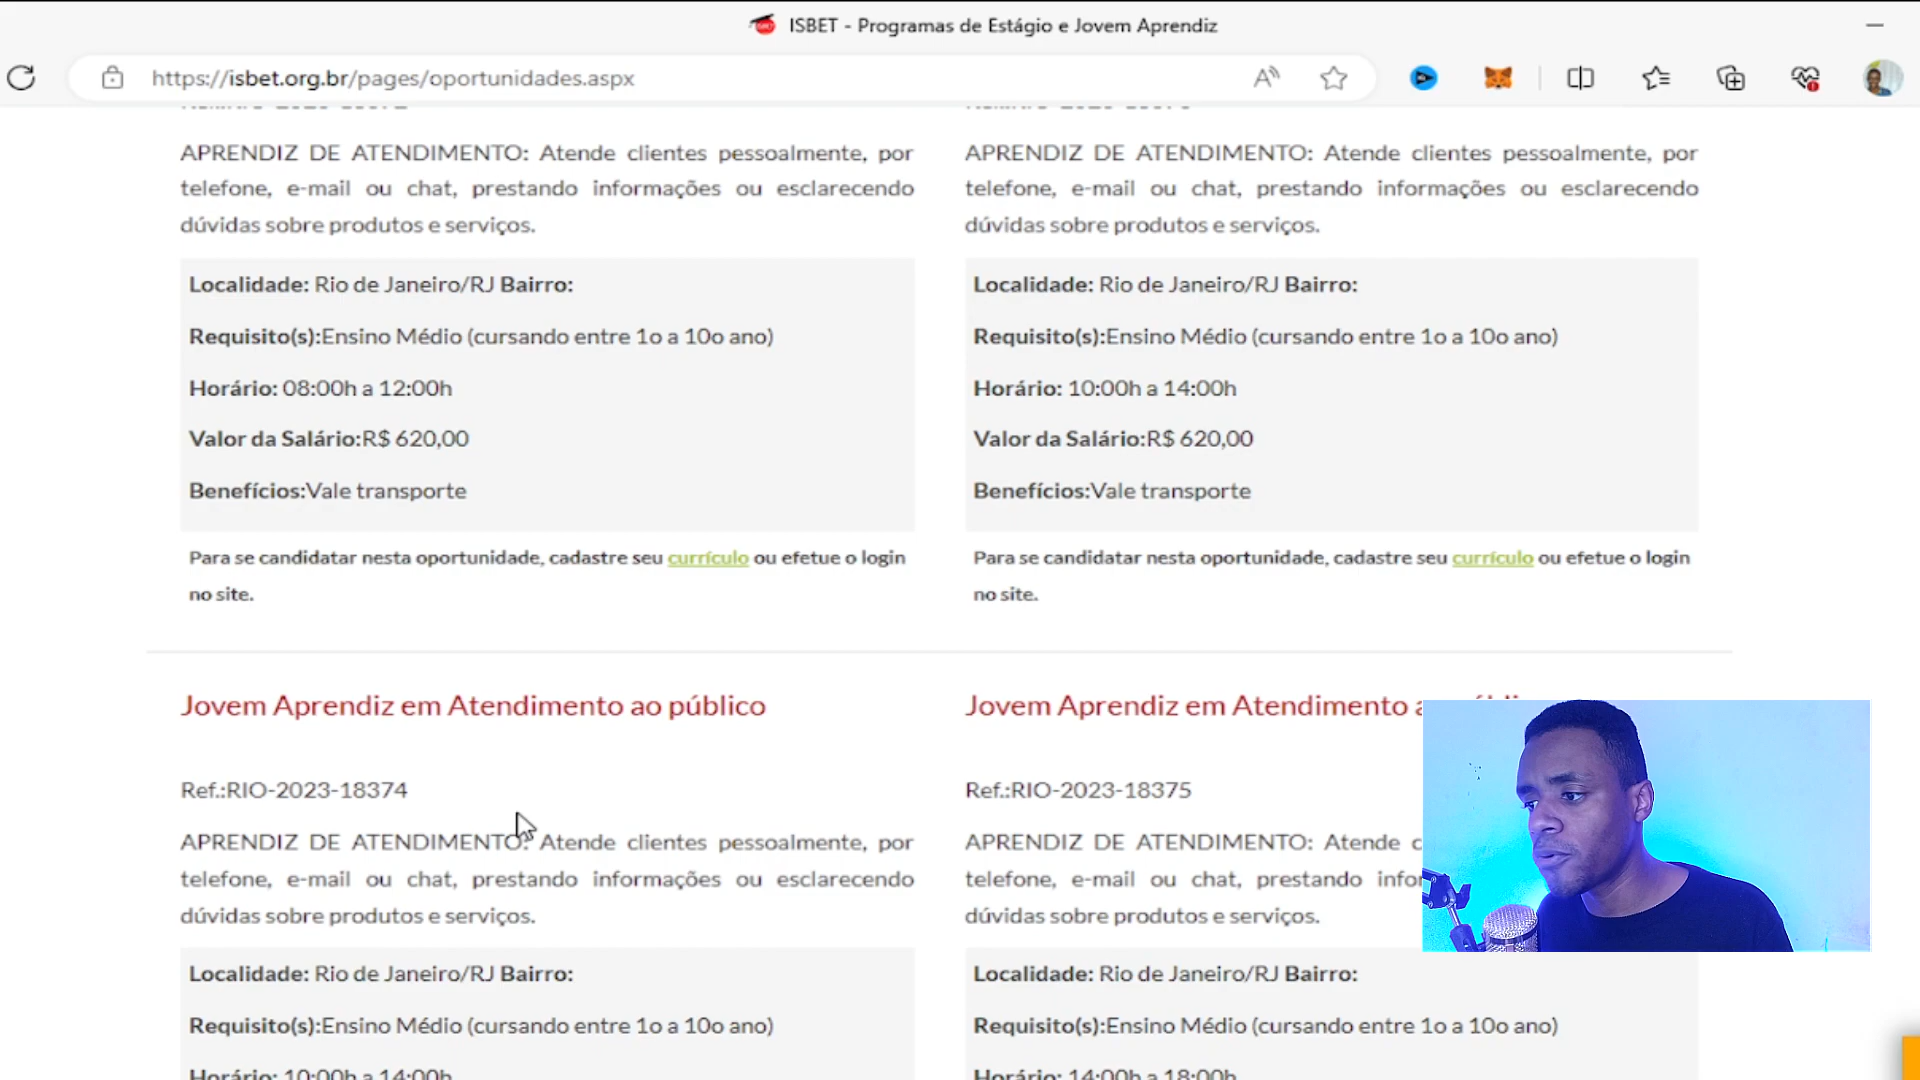 ISBET - Programas de Estágio e Jovem Aprendiz
https://isbet.org.br/pages/oportunidades.aspx
APRENDIZ DE ATENDIMENTO: Atende clientes pessoalmente, por
telefone, e-mail ou chat, prestando informações ou esclarecendo
dúvidas sobre produtos e serviços.
Localidade: Rio de Janeiro/RJ Bairro:
Requisito(s):Ensino Médio (cursando entre 1o a 10o ano)
Horário: 08:00h a 12:00h
Valor da Salário:R$ 620,00
Benefícios:Vale transporte
Para se candidatar nesta oportunidade, cadastre seu currículo ou efetue o login
no site.
APRENDIZ DE ATENDIMENTO: Atende clientes pessoalmente, por
telefone, e-mail ou chat, prestando informações ou esclarecendo
dúvidas sobre produtos e serviços.
Localidade: Rio de Janeiro/RJ Bairro:
Requisito(s):Ensino Médio (cursando entre 1o a 10o ano)
Horário: 10:00h a 14:00h
Valor da Salário:R$ 620,00
Benefícios:Vale transporte
Para se candidatar nesta oportunidade, cadastre seu currículo ou efetue o login
no site.
Jovem Aprendiz em Atendimento ao público
Ref.:RIO-2023-18374
APRENDIZ DE ATENDIMENTO: Atende clientes pessoalmente, por
telefone, e-mail ou chat, prestando informações ou esclarecendo
dúvidas sobre produtos e serviços.
Localidade: Rio de Janeiro/RJ Bairro:
Requisito(s):Ensino Médio (cursando entre 1o a 10o ano)
Horário: 10:00h a 14:00h
Jovem Aprendiz em Atendimento
Ref.:RIO-2023-18375
APRENDIZ DE ATENDIMENTO: Atende
telefone, e-mail ou chat, prestando
dúvidas sobre produtos e serviços.
Localidade: Rio de Janeiro/RJ Bairro:
Requisito(s):Ensino Médio (cursando entre 1o a 10o ano)
Horário: 14:00h a 18:00h